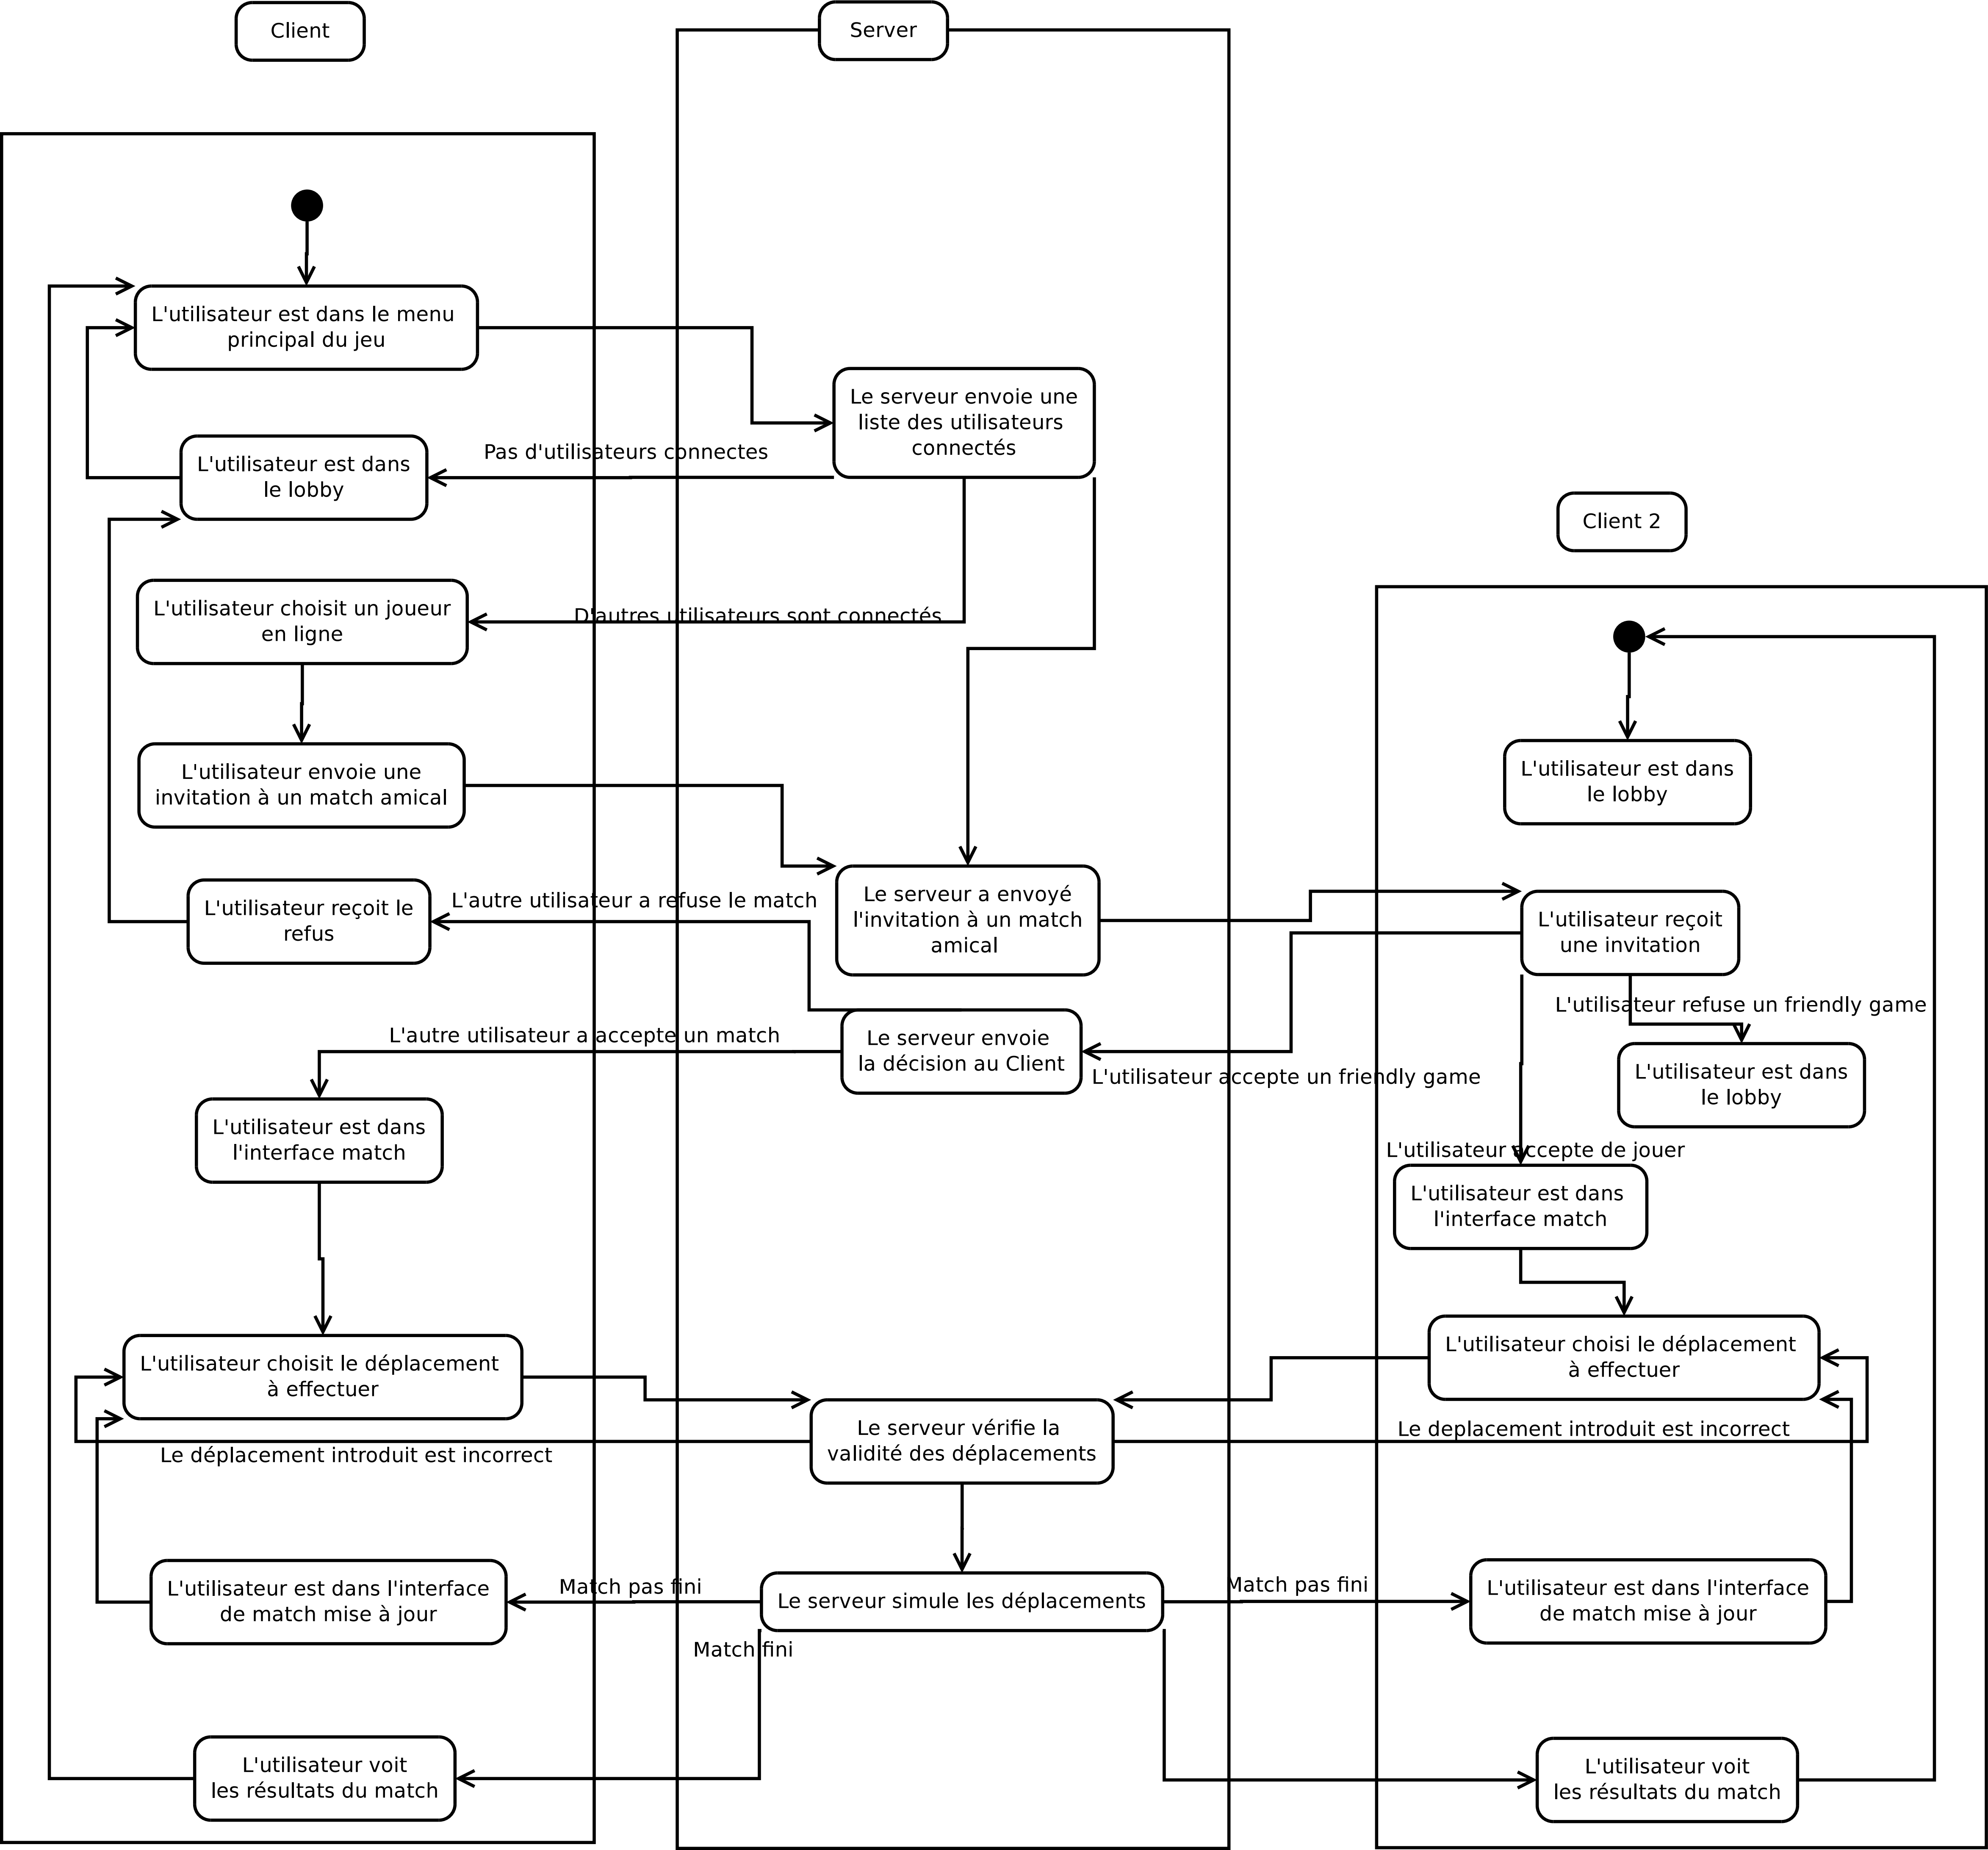 Client
Server
L'utilisateur est dans le menu
principal du jeu
Le serveur envoie une
liste des utilisateurs
connectés
Pas d'utilisateurs connectes
L'utilisateur est dans
le lobby
Client 2
L'utilisateur choisit un joueur
en ligne
D'autres utilisateurs sont connectés
L'utilisateur envoie une
invitation à un match amical
L'utilisateur est dans
le lobby
L'autre utilisateur a refuse le match
L'utilisateur reçoit le
refus
Le serveur a envoyé
l'invitation à un match
amical
L'utilisateur reçoit
une invitation
L'utilisateur refuse un friendly game
L'autre utilisateur a accepte un match
Le serveur envoie
la décision au Client
L'utilisateur accepte un friendly game
L'utilisateur est dans
le lobby
L'utilisateur est dans
l'interface match
L'utilisateur accepte de jouer
L'utilisateur est dans
l'interface match
L'utilisateur choisit le déplacement
à effectuer
L'utilisateur choisi le déplacement
à effectuer
Le serveur vérifie la
validité des déplacements
Le déplacement introduit est incorrect
Le deplacement introduit est incorrect
L'utilisateur est dans l'interface
de match mise à jour
Match pas fini
Le serveur simule les déplacements
Match pas fini
L'utilisateur est dans l'interface
de match mise à jour
Match fini
L'utilisateur voit
les résultats du match
L'utilisateur voit
les résultats du match